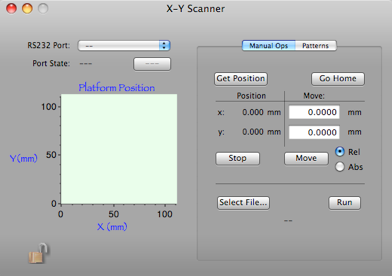 X-Y Scanner
RS232 Port: --
Port State: --- ---
Platform Position
100
50
0
Y(mm)
0 50 100
X (mm)
Manual Ops Patterns
Get Position Go Home
Position Move:
x: 0.000 mm 0.0000 mm
y: 0.000 mm 0.0000 mm
Stop Move Rel
Abs
Select File... Run
--